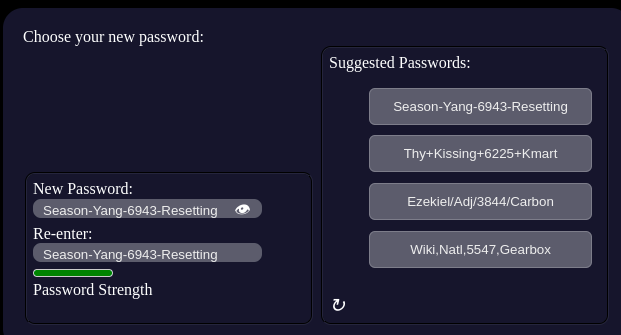 Choose your new password:
Suggested Passwords:
Season-Yang-6943-Resetting
Thy+Kissing+6225+Kmart
Ezekiel/Adj/3844/Carbon
Wiki,Natl,5547,Gearbox
↻
New Password:
Season-Yang-6943-Resetting
Re-enter:
Season-Yang-6943-Resetting
Password Strength